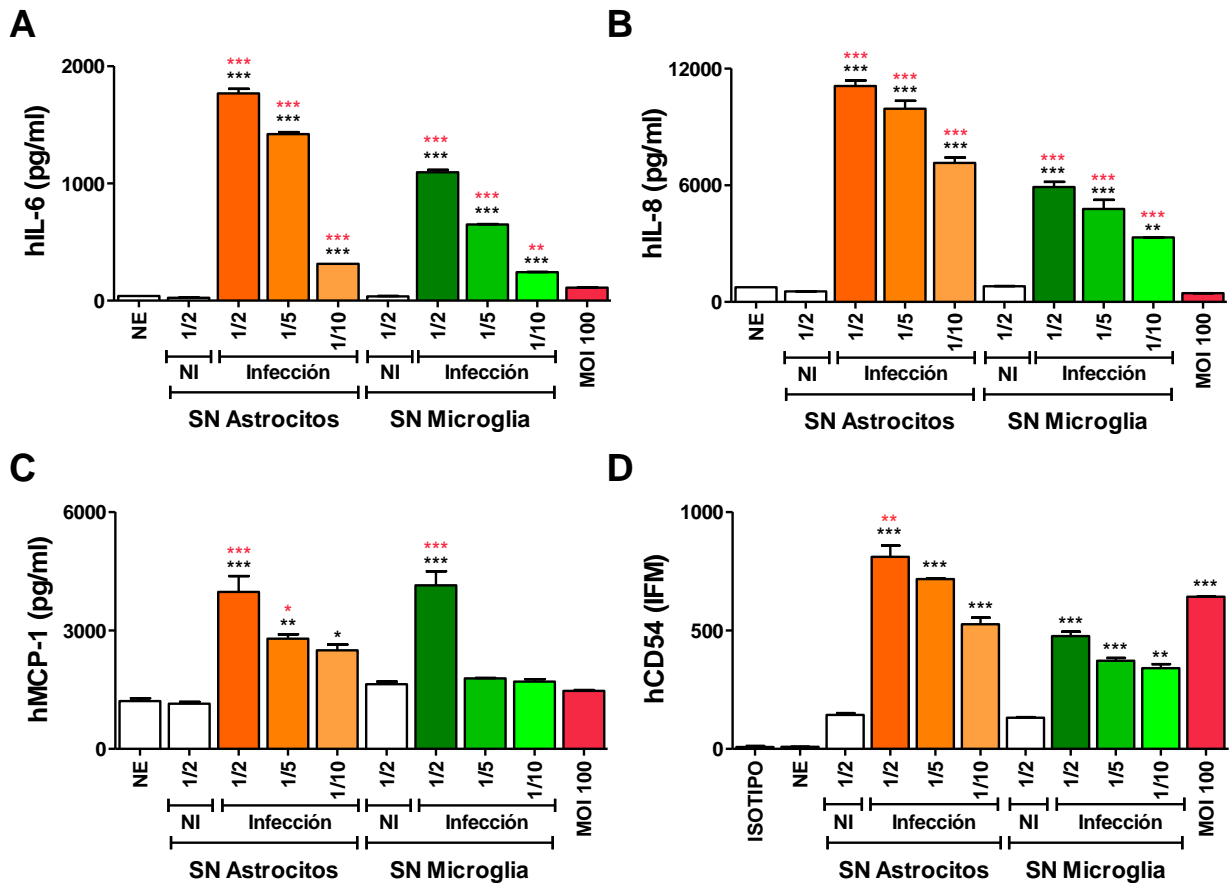 A
hIL-6 (pg/ml)
2000
1000
0
*** *** *** *** *** **
*** *** *** *** *** ***
NE 1/2 1/2 1/5 1/10 1/2 1/2 1/5 1/10 MOI 100
NI Infección NI Infección
SN Astrocitos SN Microglia
B
hIL-8 (pg/ml)
12000
6000
0
*** *** *** *** *** ***
*** *** *** *** *** **
NE 1/2 1/2 1/5 1/10 1/2 1/2 1/5 1/10 MOI 100
NI Infección NI Infección
SN Astrocitos SN Microglia
C
hMCP-1 (pg/ml)
6000
3000
0
*** * ***
*** ** * ***
NE 1/2 1/2 1/5 1/10 1/2 1/2 1/5 1/10 MOI 100
NI Infección NI Infección
SN Astrocitos SN Microglia
D
hCD54 (IFM)
1000
500
0
**
*** *** *** *** *** ** ***
ISOTIPO NE 1/2 1/2 1/5 1/10 1/2 1/2 1/5 1/10 MOI 100
NI Infección NI Infección
SN Astrocitos SN Microglia